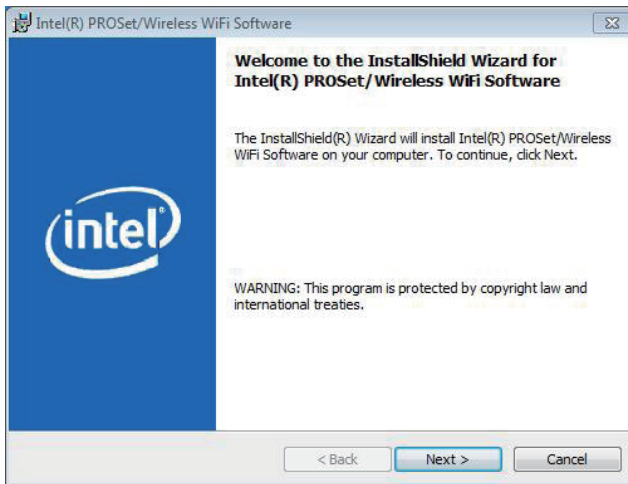 Intel(R) PROSet/Wireless WiFi Software
Welcome to the InstallShield Wizard for
Intel(R) PROSet/Wireless WiFi Software
The InstallShield(R) Wizard will install Intel(R) PROSet/Wireless
WiFi Software on your computer. To continue, click Next.
intel®
WARNING: This program is protected by copyright law and
international treaties.
< Back
Next >
Cancel